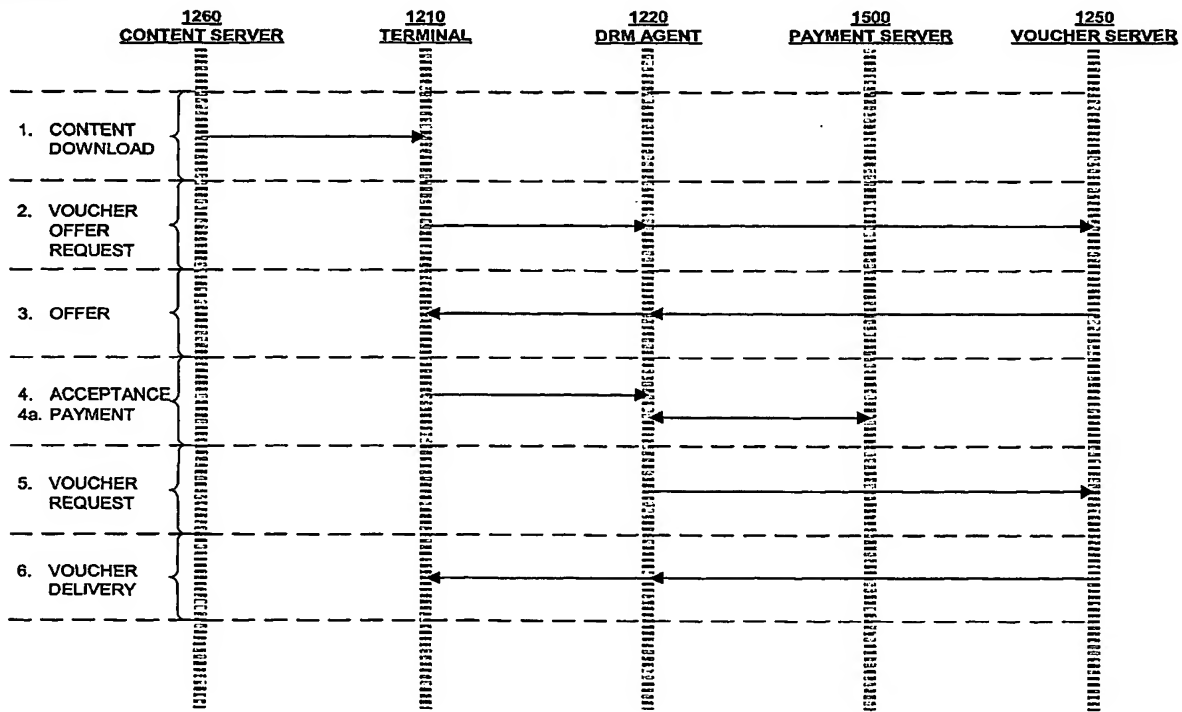 1260 1210 1220 1500 1250
CONTENT SERVER TERMINAL DRM AGENT PAYMENT SERVER VOUCHER SERVER
1. CONTENT
DOWNLOAD
2. VOUCHER
OFFER
REQUEST
3. OFFER
4. ACCEPTANCE
4a. PAYMENT
5. VOUCHER
REQUEST
6. VOUCHER
DELIVERY